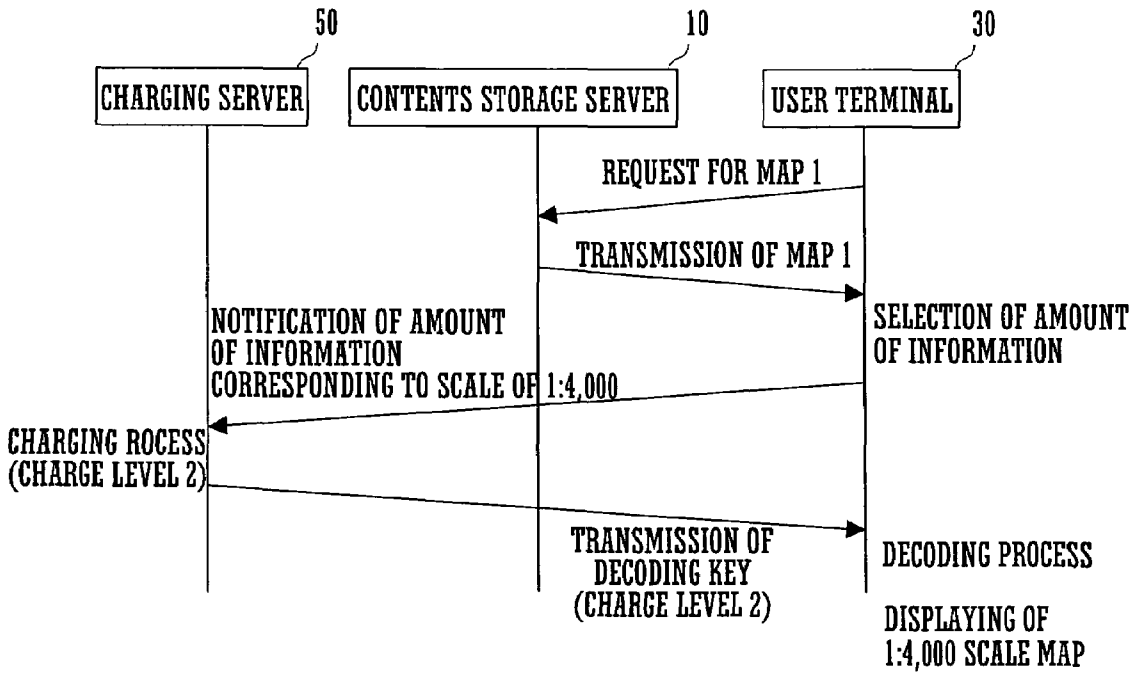 50
10
30
CHARGING SERVER
CONTENTS STORAGE SERVER
USER TERMINAL
REQUEST FOR MAP 1
TRANSMISSION OF MAP 1
NOTIFICATION OF AMOUNT
OF INFORMATION
CORRESPONDING TO SCALE OF 1:4,000
SELECTION OF AMOUNT
OF INFORMATION
CHARGING ROCESS
(CHARGE LEVEL 2)
TRANSMISSION OF
DECODING KEY
(CHARGE LEVEL 2)
DECODING PROCESS
DISPLAYING OF
1:4,000 SCALE MAP